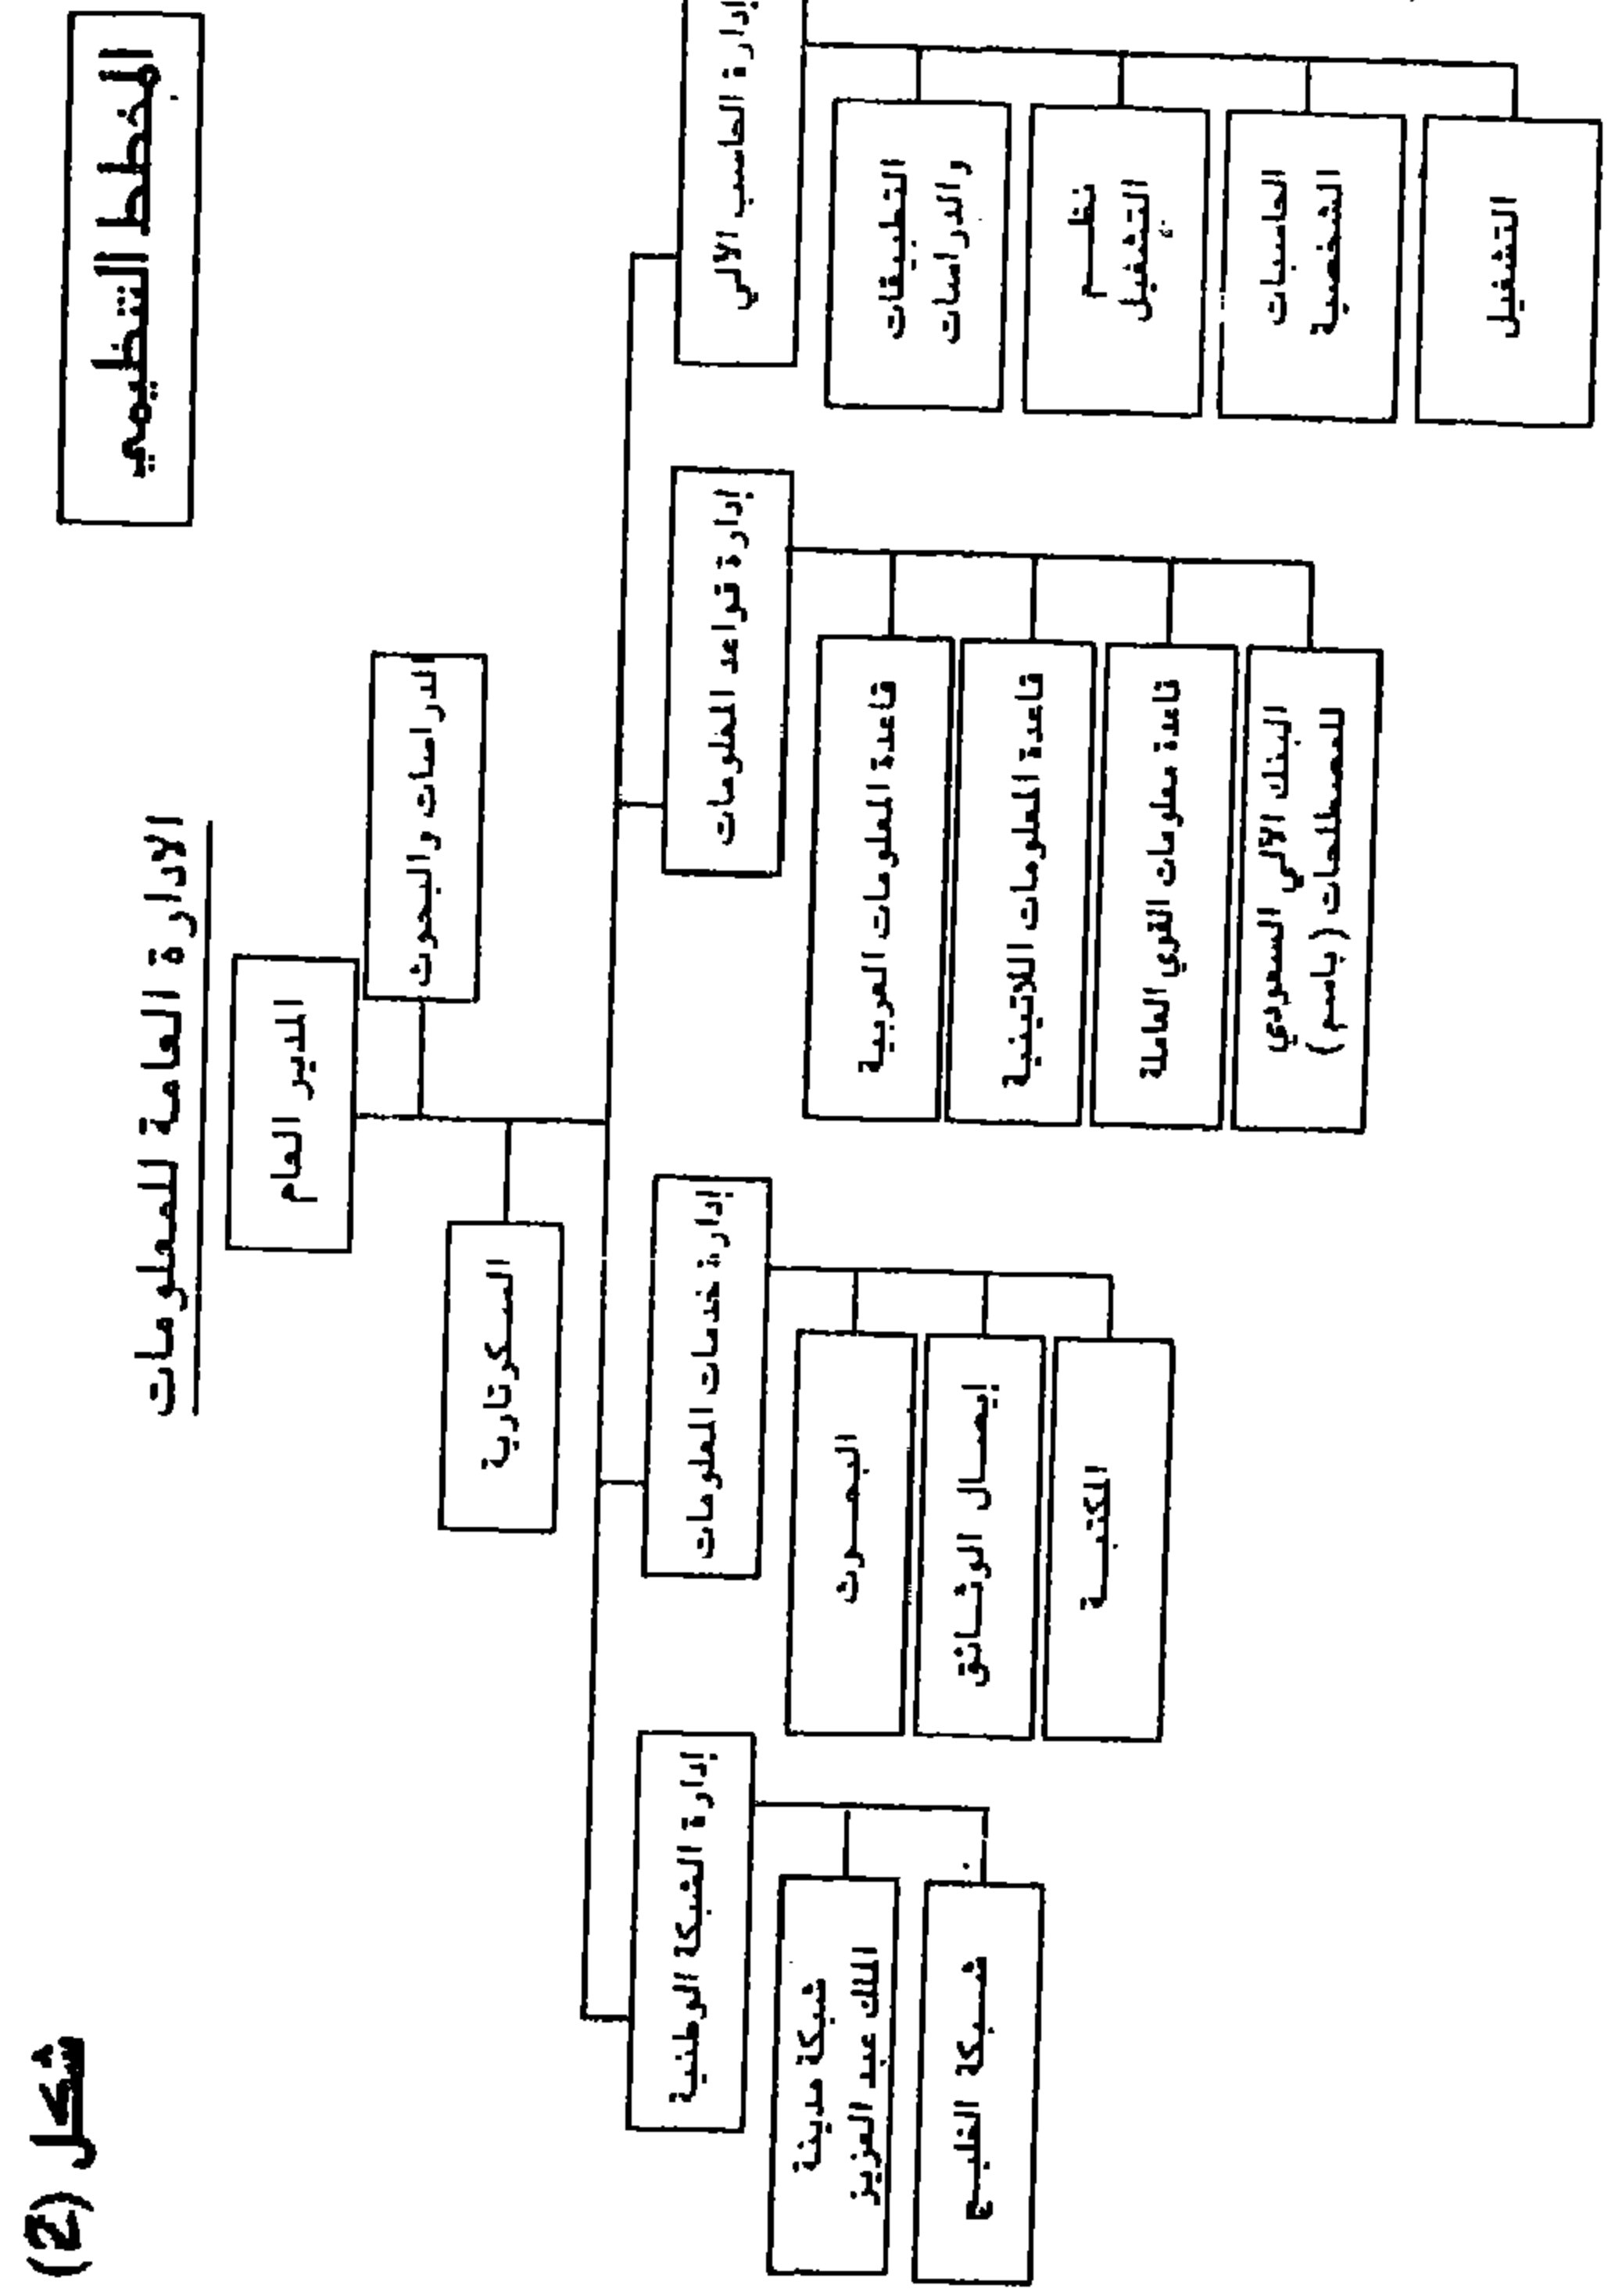 شكل (2)
المخطط التنظيمي
الادارة العامة للمعلومات
المدير العام
الدراسات والبحوث
السكرتارية
إدارة الحاسب الآلي
التطبيقات
والدراسات
نظم
التشغيل
الحاسبات
الشخصية
التشغيل
إدارة قواعد المعلومات
قاعدة المعلومات العربية
قاعدة المعلومات اللاتينية
قاعدة معلومات القوى العاملة
البنك الآلي السعودي
للمصطلحات (باسم)
إدارة خدمات المعلومات
البحوث
إيصال الوثائق
المكتبة
إدارة الشبكة الوطنية
شبكة مدينة
الملك عبد العزيز
شبكة الخليج